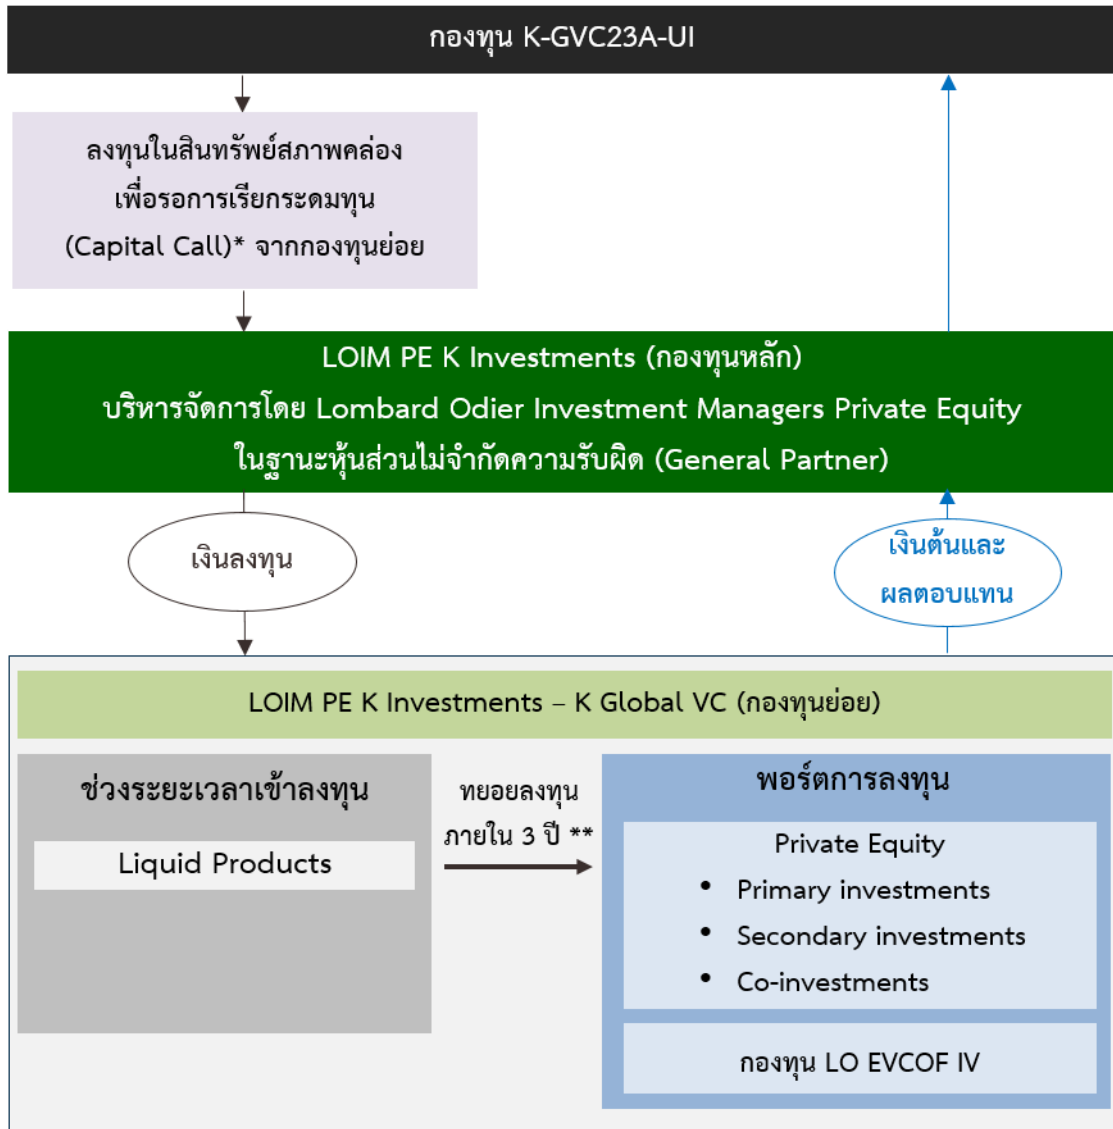 กองทุน K-GVC23A-UI
ลงทุนในสินทรัพย์สภาพคล่อง
เพื่อรอการเรียกระดมทุน
(Capital Call)* จากกองทุนย่อย
LOIM PE K Investments (กองทุนหลัก)
บริหารจัดการโดย Lombard Odier Investment Managers Private Equity
ในฐานะหุ้นส่วนไม่จำกัดความรับผิด (General Partner)
เงินลงทุน
เงินต้นและ
ผลตอบแทน
LOIM PE K Investments – K Global VC (กองทุนย่อย)
ช่วงระยะเวลาเข้าลงทุน
Liquid Products
ทยอยลงทุน
ภายใน 3 ปี **
พอร์ตการลงทุน
Private Equity
• Primary investments
• Secondary investments
• Co-investments
กองทุน LO EVCOF IV